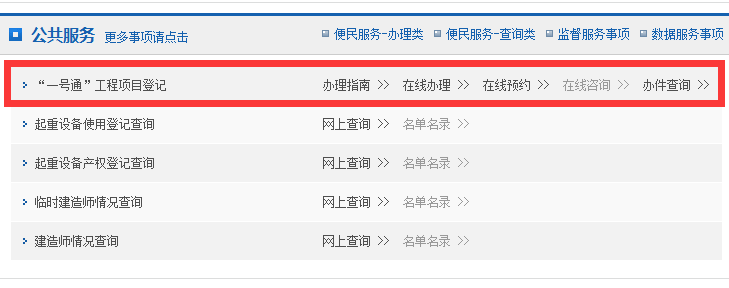 公共服务 更多事项请点击 便民服务-办理类 便民服务-查询类 监督服务事项 数据服务事项
“一号通”工程项目登记 办理指南 >> 在线办理 >> 在线预约 >> 在线咨询 >> 办件查询 >>
起重设备使用登记查询 网上查询 >> 名单名录 >>
起重设备产权登记查询 网上查询 >> 名单名录 >>
临时建造师情况查询 网上查询 >> 名单名录 >>
建造师情况查询 网上查询 >> 名单名录 >>